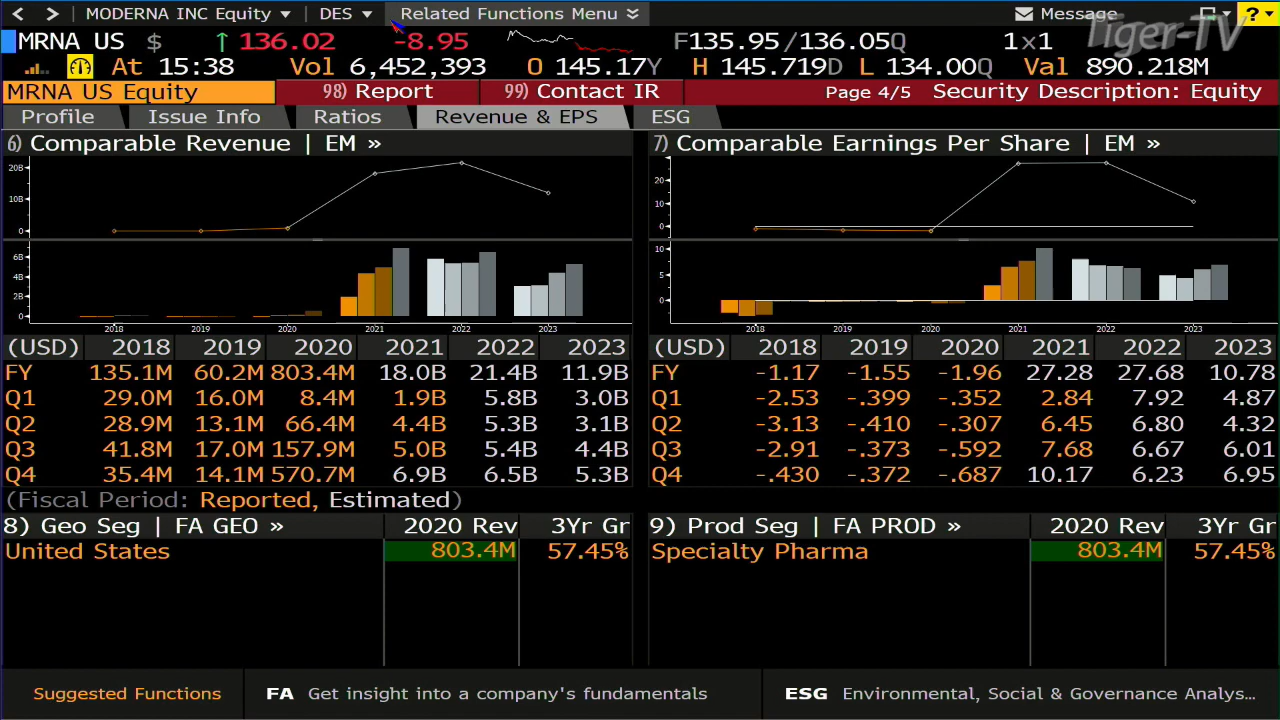 MODERNA INC Equity DES Related Functions Menu Message ?
Tiger-TV
MRNA US $ ↑ 136.02 -8.95 F135.95/136.05Q 1x1
At 15:38 Vol 6,452,393 O 145.17Y H 145.719D L 134.00Q Val 890.218M
MRNA US Equity 98) Report 99) Contact IR Page 4/5 Security Description: Equity
Profile Issue Info Ratios Revenue & EPS ESG
6) Comparable Revenue | EM »
20B
10B
0
6B
4B
2B
0
2018 2019 2020 2021 2022 2023
(USD) 2018 2019 2020 2021 2022 2023
FY 135.1M 60.2M 803.4M 18.0B 21.4B 11.9B
Q1 29.0M 16.0M 8.4M 1.9B 5.8B 3.0B
Q2 28.9M 13.1M 66.4M 4.4B 5.3B 3.1B
Q3 41.8M 17.0M 157.9M 5.0B 5.4B 4.4B
Q4 35.4M 14.1M 570.7M 6.9B 6.5B 5.3B
7) Comparable Earnings Per Share | EM »
20
10
0
10
5
0
2018 2019 2020 2021 2022 2023
(USD) 2018 2019 2020 2021 2022 2023
FY -1.17 -1.55 -1.96 27.28 27.68 10.78
Q1 -2.53 -.399 -.352 2.84 7.92 4.87
Q2 -3.13 -.410 -.307 6.45 6.80 4.32
Q3 -2.91 -.373 -.592 7.68 6.67 6.01
Q4 -.430 -.372 -.687 10.17 6.23 6.95
(Fiscal Period: Reported, Estimated)
8) Geo Seg | FA GEO » 2020 Rev 3Yr Gr
United States 803.4M 57.45%
9) Prod Seg | FA PROD » 2020 Rev 3Yr Gr
Specialty Pharma 803.4M 57.45%
Suggested Functions FA Get insight into a company's fundamentals ESG Environmental, Social & Governance Analys...